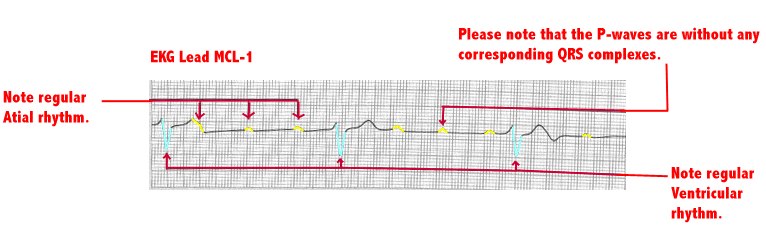 Please note that the P-waves are without any
corresponding QRS complexes.
EKG Lead MCL-1
Note regular
Atial rhythm.
Note regular
Ventricular
rhythm.